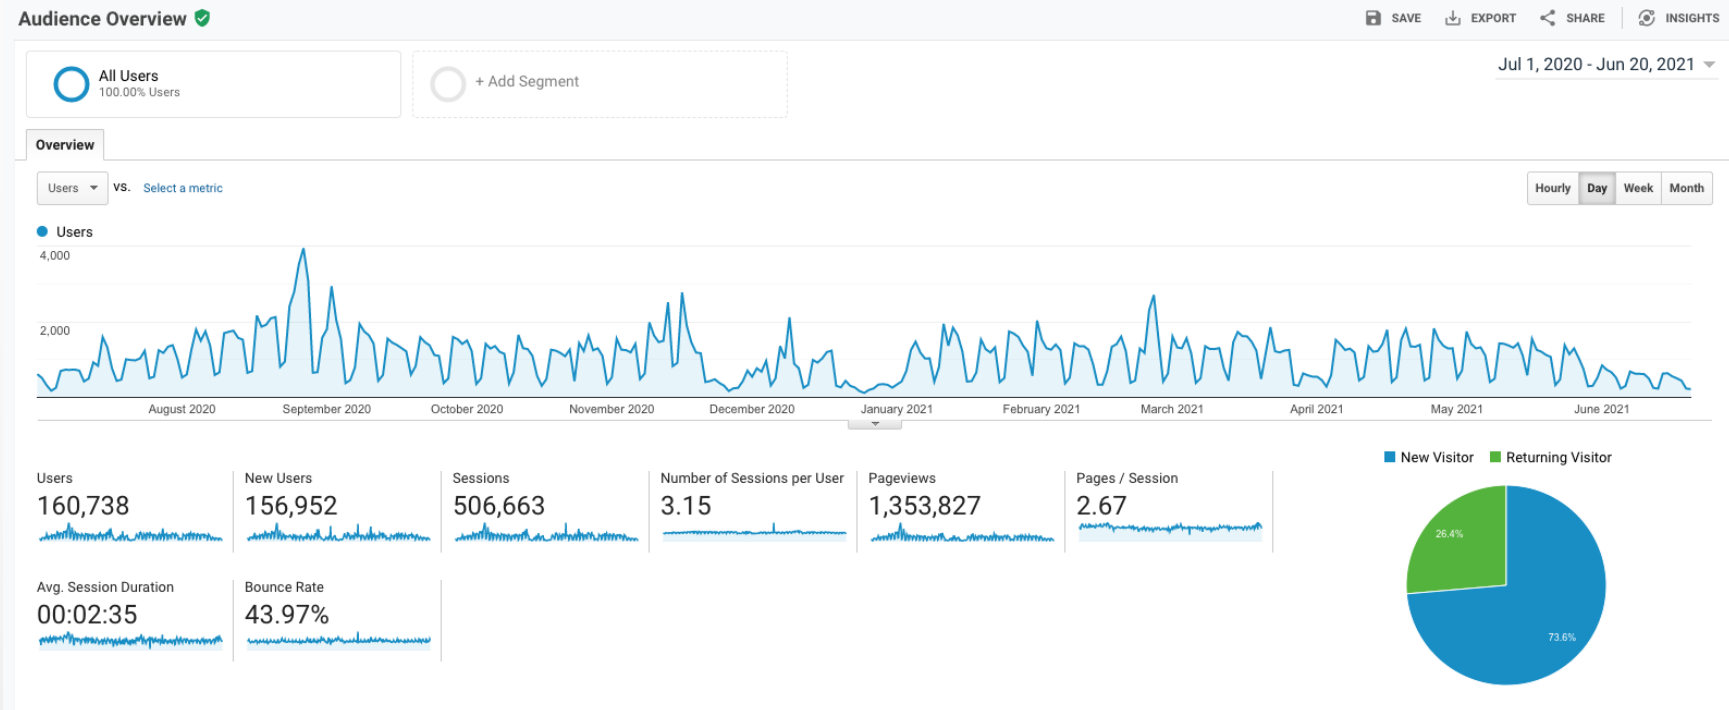 Audience Overview
SAVE EXPORT SHARE INSIGHTS
All Users
100.00% Users
+ Add Segment
Jul 1, 2020 - Jun 20, 2021
Overview
Users VS. Select a metric
Hourly Day Week Month
Users
4,000
2,000
August 2020 September 2020 October 2020 November 2020 December 2020 January 2021 February 2021 March 2021 April 2021 May 2021 June 2021
New Visitor Returning Visitor
Users
160,738
New Users
156,952
Sessions
506,663
Number of Sessions per User
3.15
Pageviews
1,353,827
Pages / Session
2.67
Avg. Session Duration
00:02:35
Bounce Rate
43.97%
26.4%
73.6%